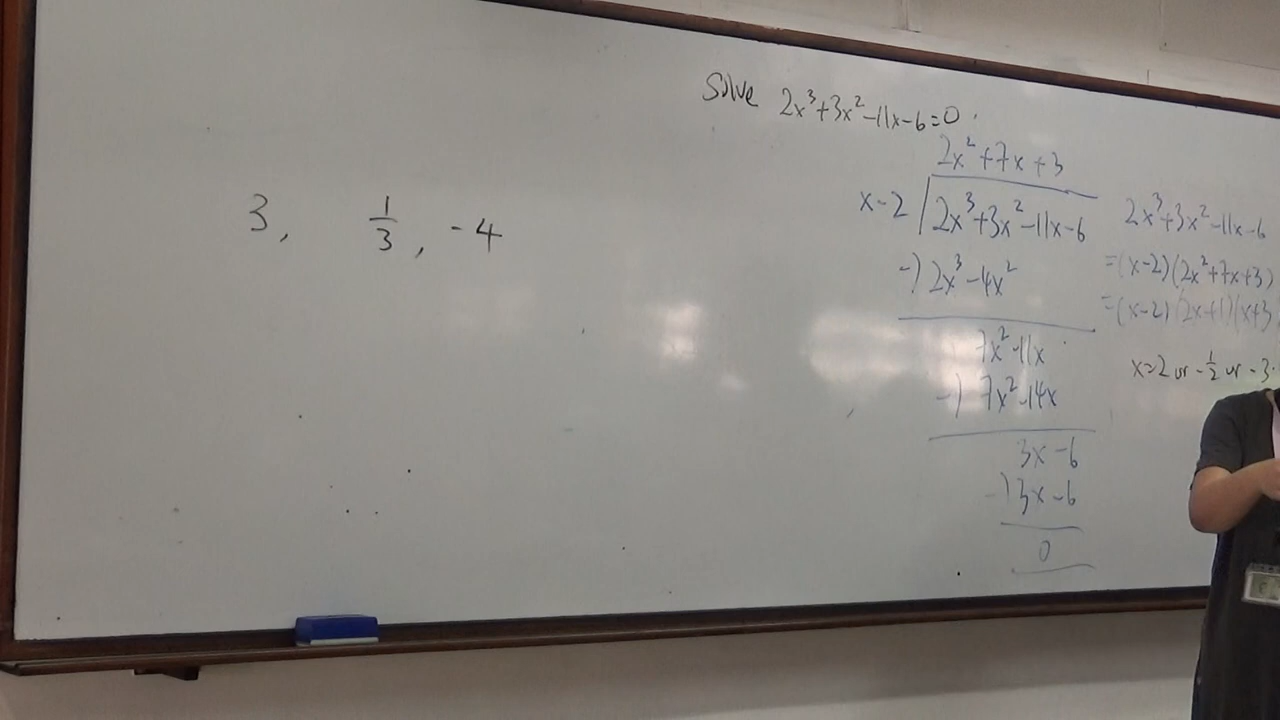 Solve 2x³+3x²-11x-6=0.
2x²+7x+3
x-2 2x³+3x²-11x-6
-) 2x³-4x²
7x²-11x
-) 7x²-14x
3x-6
-) 3x-6
0
2x³+3x²-11x-6
=(x-2)(2x²+7x+3)
=(x-2)(2x+1)(x+3
x=2 or -1/2 or -3.
3, 1/3, -4